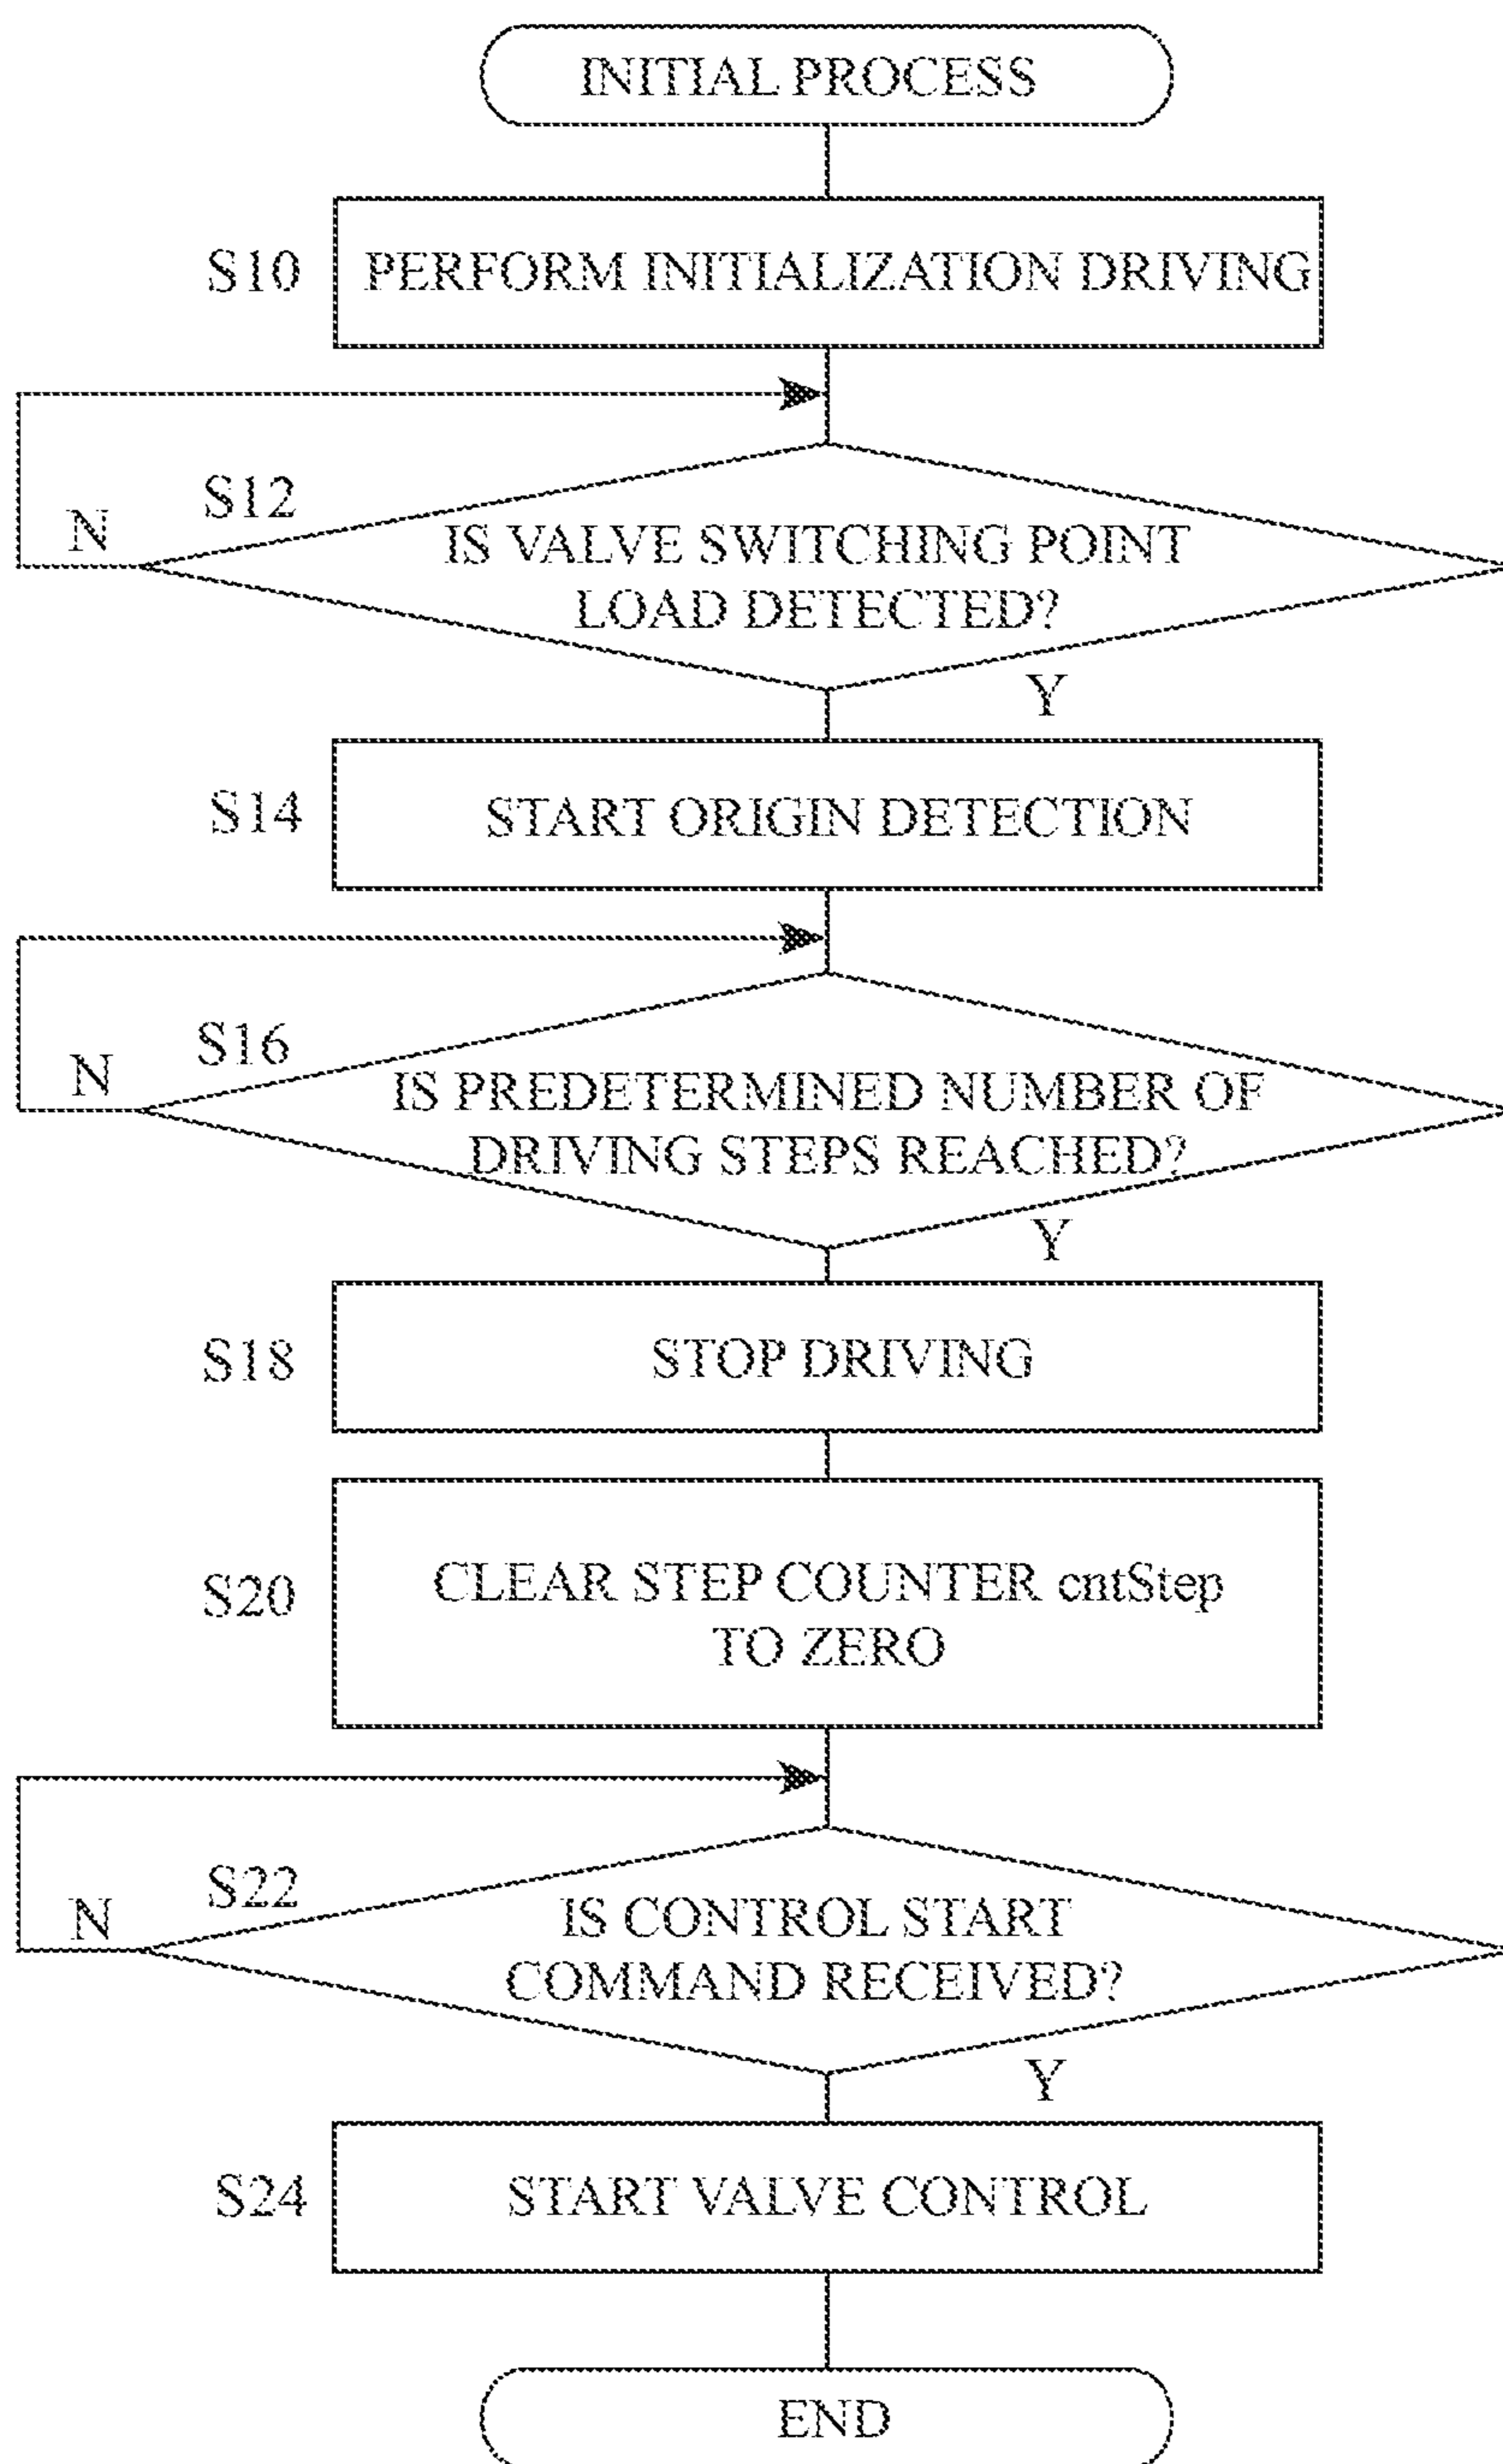 INITIAL PROCESS
S10
PERFORM INITIALIZATION DRIVING
S12
N
IS VALVE SWITCHING POINT
LOAD DETECTED?
Y
S14
START ORIGIN DETECTION
S16
N
IS PREDETERMINED NUMBER OF
DRIVING STEPS REACHED?
Y
S18
STOP DRIVING
S20
CLEAR STEP COUNTER cntStep
TO ZERO
S22
N
IS CONTROL START
COMMAND RECEIVED?
Y
S24
START VALVE CONTROL
END